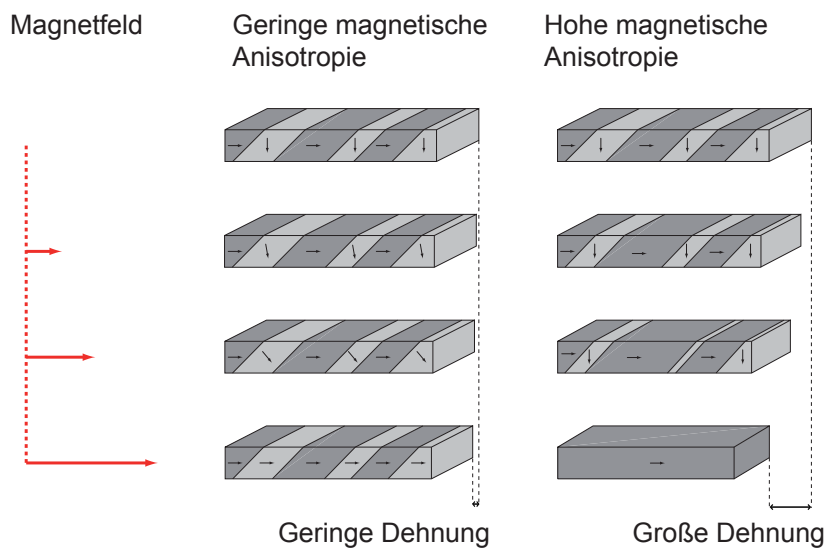 Magnetfeld
Geringe magnetische
Anisotropie
Hohe magnetische
Anisotropie
Geringe Dehnung
Große Dehnung